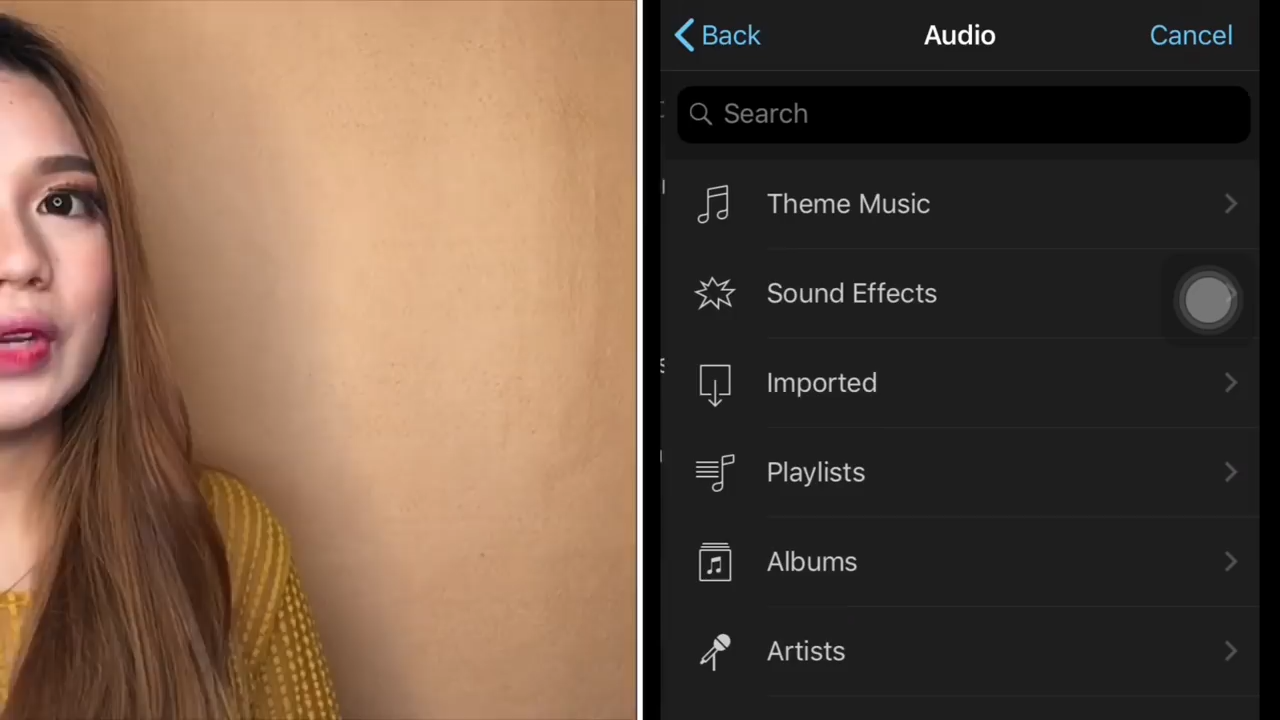 Back
Audio
Cancel
Search
Theme Music
Sound Effects
Imported
Playlists
Albums
Artists